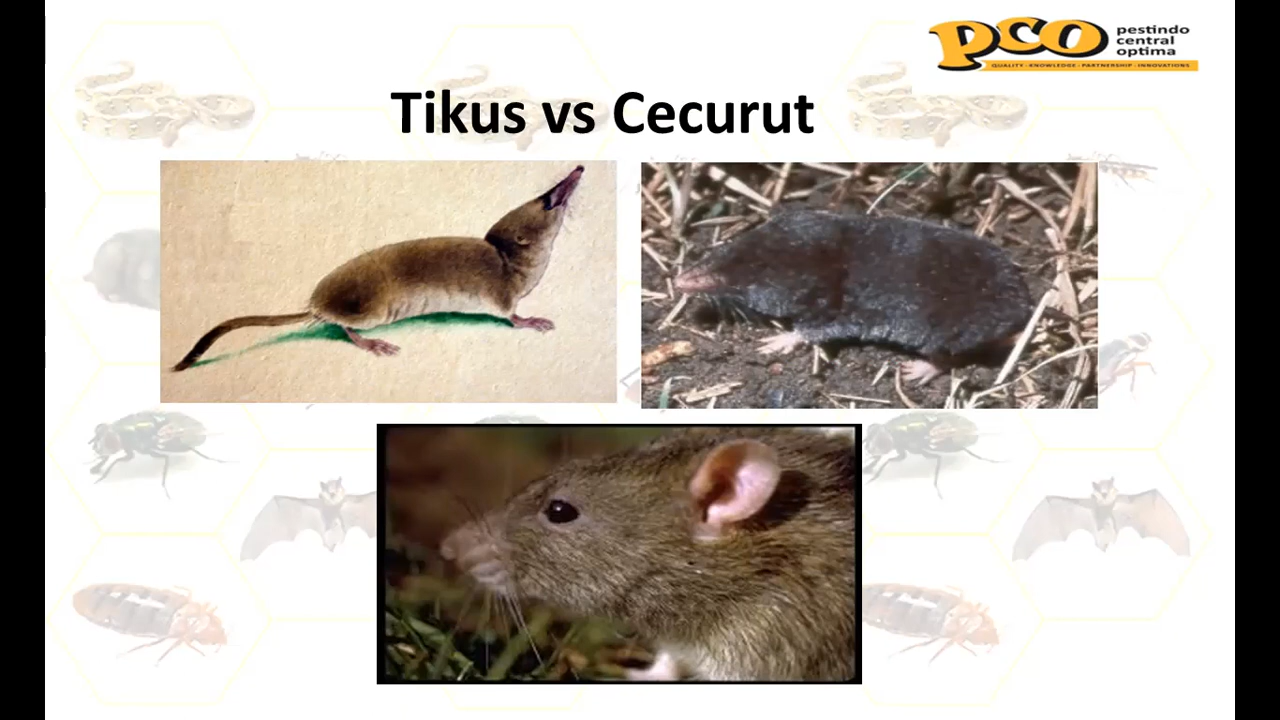 pco
pestindo
central
optima
QUALITY · KNOWLEDGE · PARTNERSHIP · INNOVATIONS
Tikus vs Cecurut